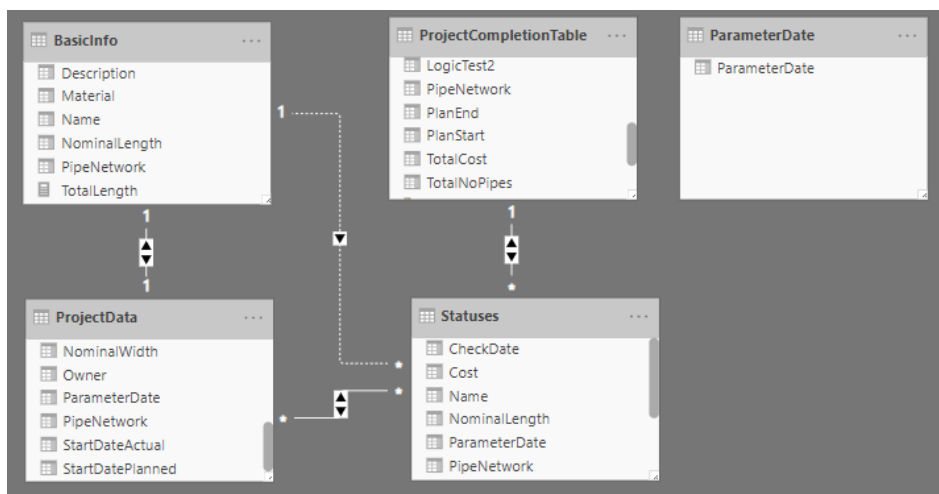 BasicInfo ...
Description
Material
Name
NominalLength
PipeNetwork
TotalLength
ProjectCompletionTable ...
LogicTest2
PipeNetwork
PlanEnd
PlanStart
TotalCost
TotalNoPipes
ParameterDate ...
ParameterDate
1
1
1
1
*
*
*
*
ProjectData ...
NominalWidth
Owner
ParameterDate
PipeNetwork
StartDateActual
StartDatePlanned
Statuses ...
CheckDate
Cost
Name
NominalLength
ParameterDate
PipeNetwork